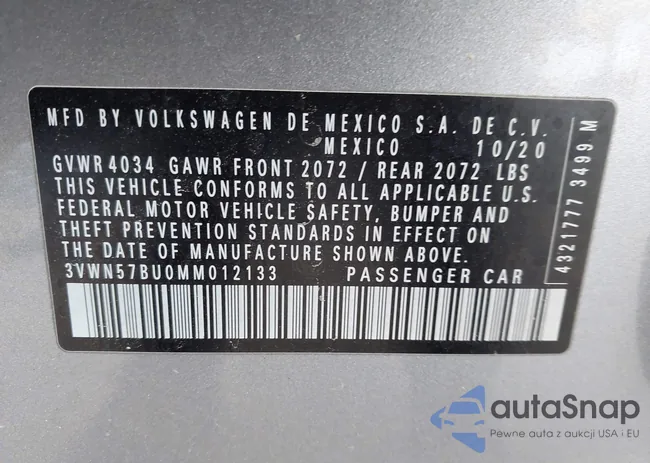 MFD BY VOLKSWAGEN DE MEXICO S.A. DE C.V.
MEXICO 10/20
GVWR 4034 GAWR FRONT 2072 / REAR 2072 LBS
THIS VEHICLE CONFORMS TO ALL APPLICABLE U.S.
FEDERAL MOTOR VEHICLE SAFETY, BUMPER AND
THEFT PREVENTION STANDARDS IN EFFECT ON
THE DATE OF MANUFACTURE SHOWN ABOVE.
3VWN57BU0MM012133 PASSENGER CAR
4321777 3499 M
autaSnap
Pewne auta z aukcji USA i EU